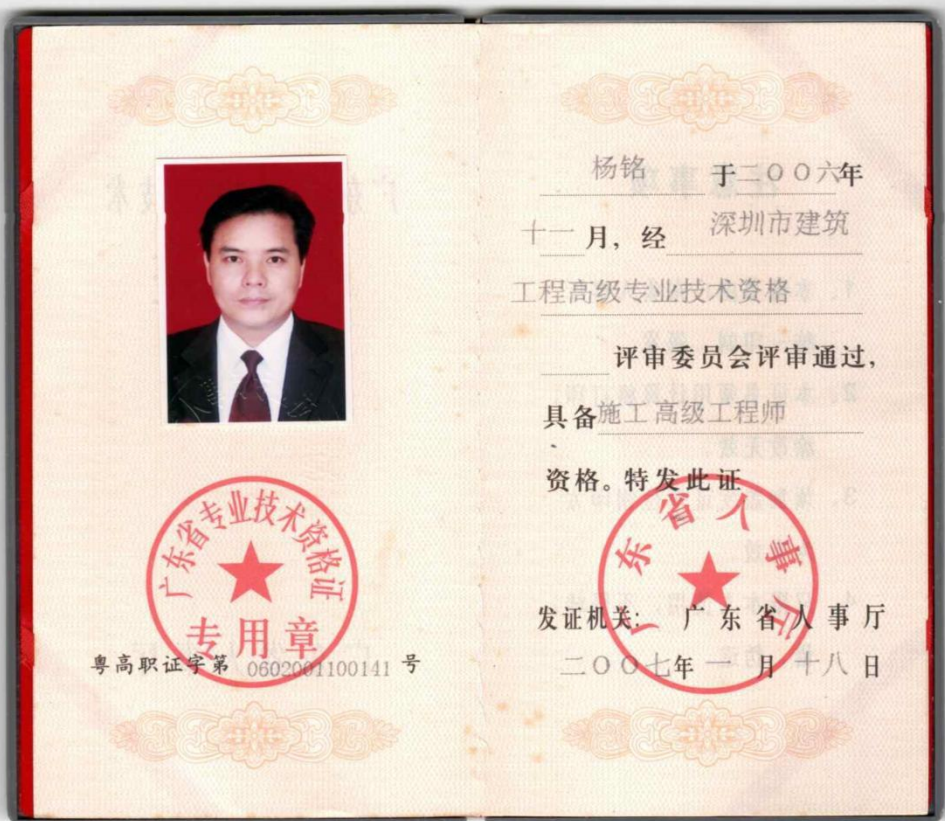 广东省专业技术资格证
专用章
粤高职证字第 0602001100141 号
杨铭 于二〇〇六年
十一月，经 深圳市建筑
工程高级专业技术资格
评审委员会评审通过，
具备施工高级工程师
资格。特发此证
广东省人事厅
发证机关： 广东省人事厅
二〇〇七年一月十八日